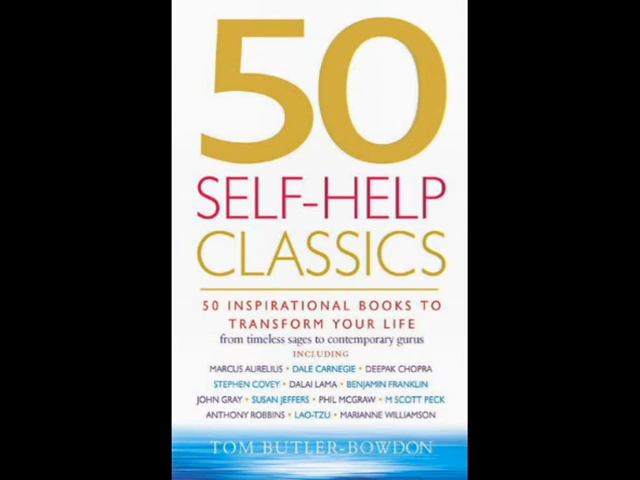 50
SELF-HELP
CLASSICS
50 INSPIRATIONAL BOOKS TO
TRANSFORM YOUR LIFE
from timeless sages to contemporary gurus
INCLUDING
MARCUS AURELIUS • DALE CARNEGIE • DEEPAK CHOPRA
STEPHEN COVEY • DALAI LAMA • BENJAMIN FRANKLIN
JOHN GRAY • SUSAN JEFFERS • PHIL MCGRAW • M SCOTT PECK
ANTHONY ROBBINS • LAO-TZU • MARIANNE WILLIAMSON
TOM BUTLER-BOWDON